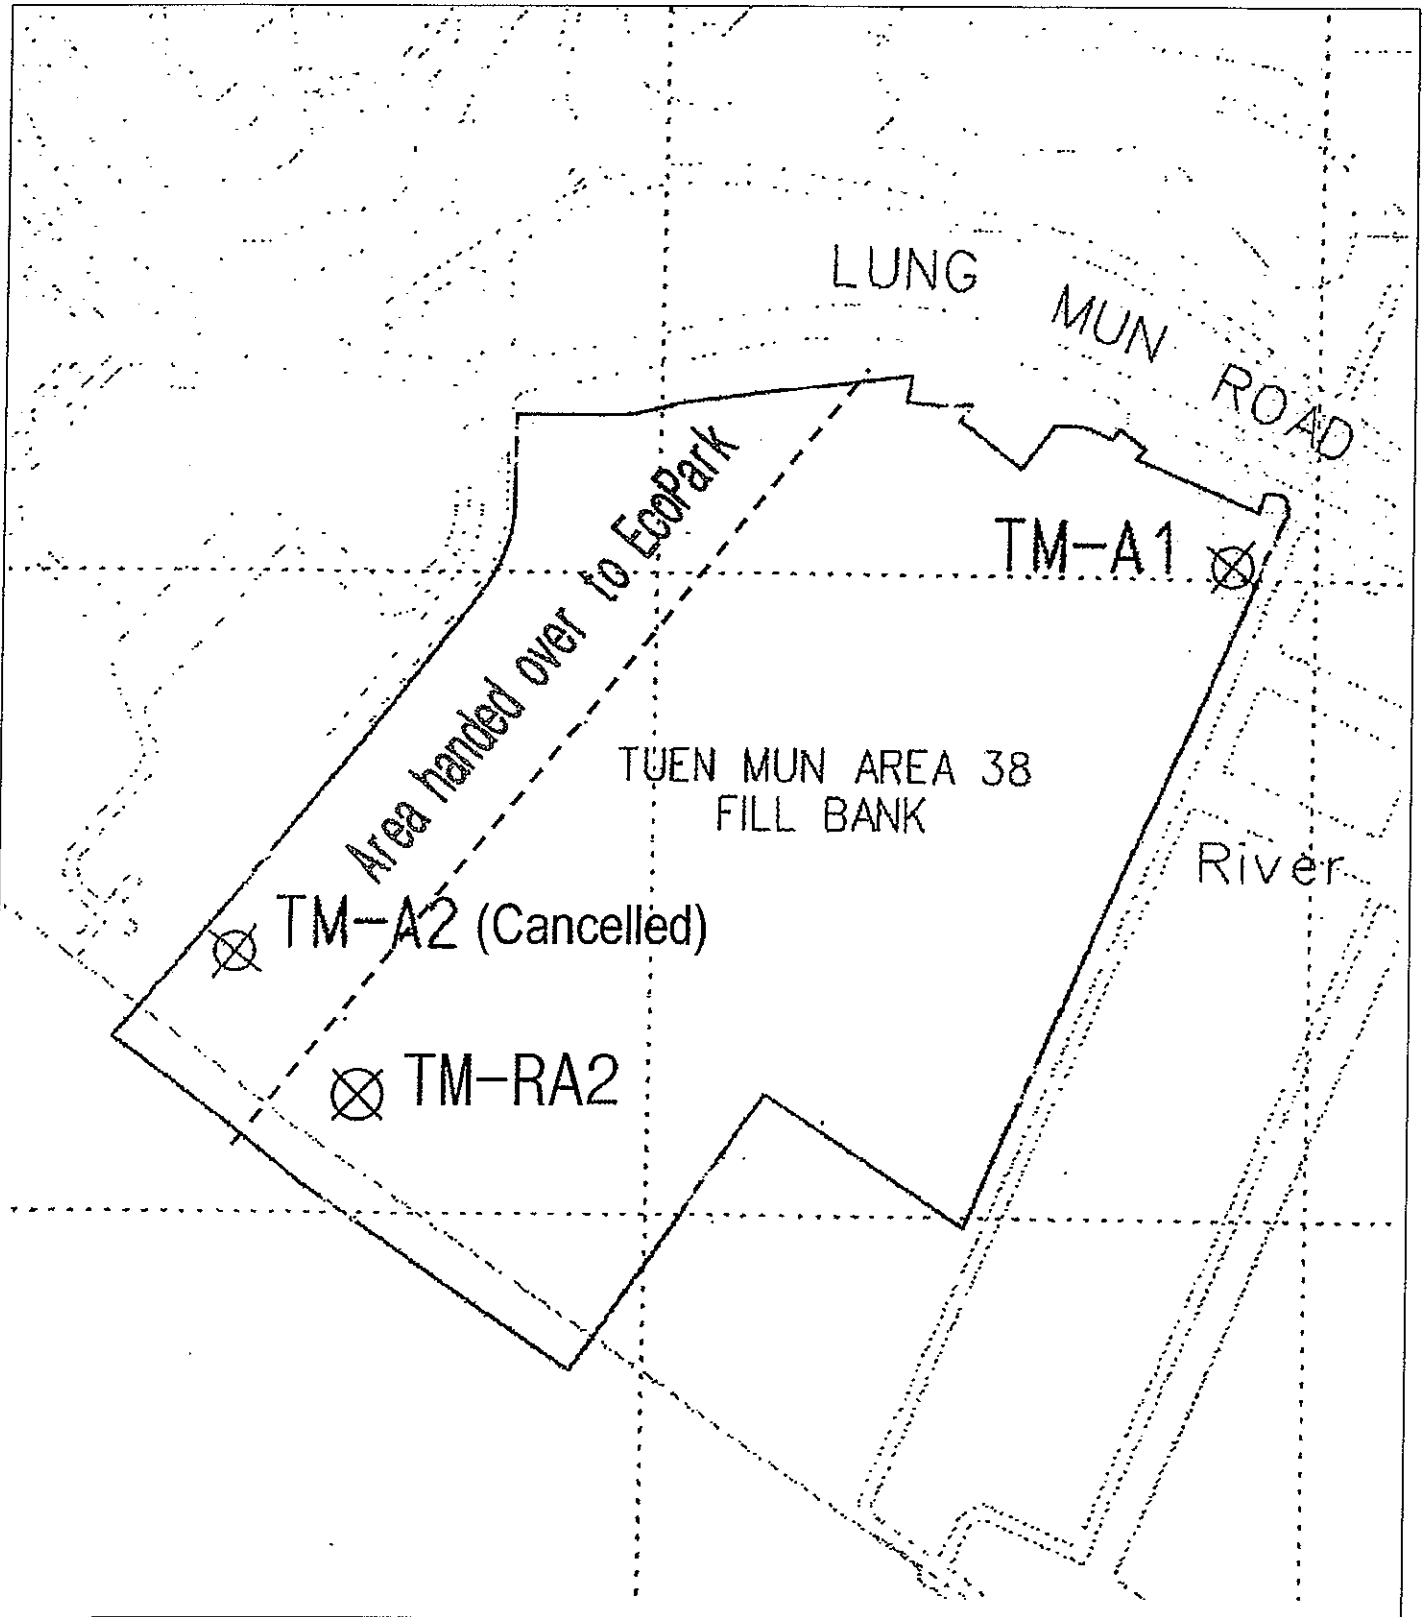 LUNG MUN ROAD
Area handed over to EcoPark
TM-A1
TUEN MUN AREA 38
FILL BANK
River
TM-A2 (Cancelled)
TM-RA2